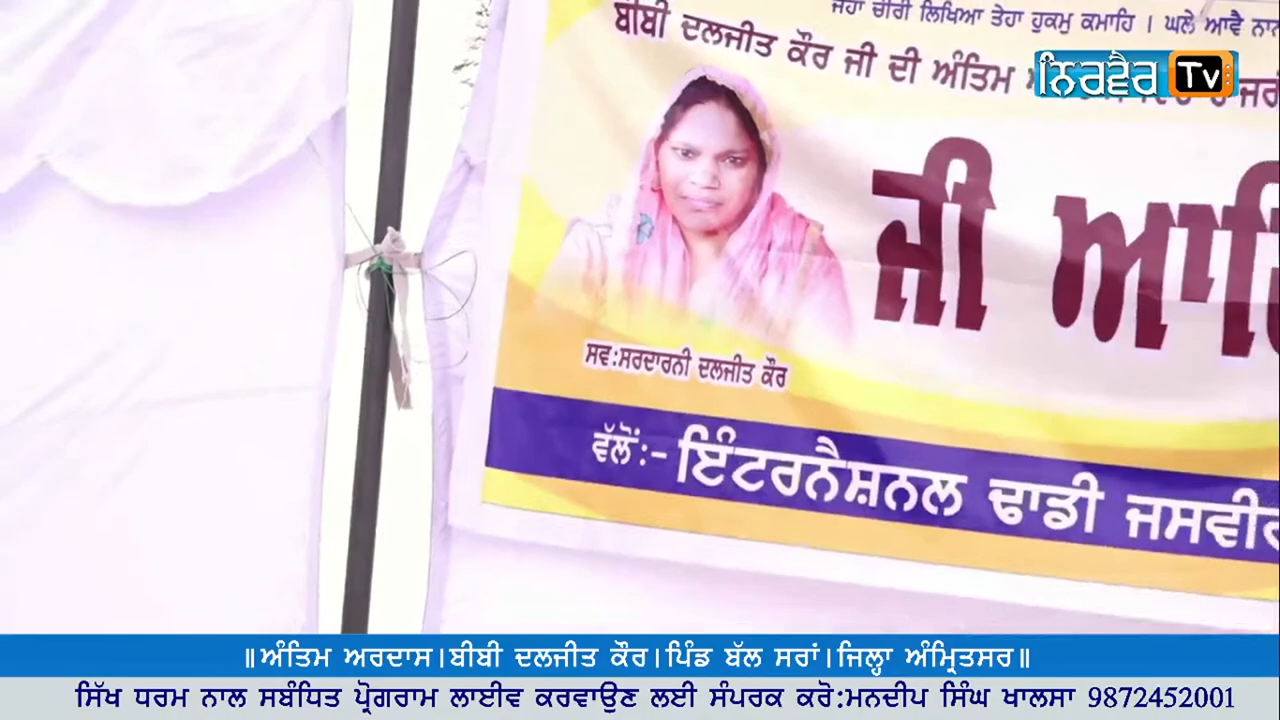 ਜੇਹਾ ਚੀਰੀ ਲਿਖਿਆ ਤੇਹਾ ਹੁਕਮੁ ਕਮਾਹਿ । ਘਲੇ ਆਵੈ
ਬੀਬੀ ਦਲਜੀਤ ਕੌਰ ਜੀ ਦੀ ਅੰਤਿਮ
ਨਿਰਵੈਰ Tv
ਜੀ
ਸਵ:ਸਰਦਾਰਨੀ ਦਲਜੀਤ ਕੌਰ
ਵੱਲੋਂ:- ਇੰਟਰਨੈਸ਼ਨਲ ਢਾਡੀ ਜਸਵੀਰ
॥ਅੰਤਿਮ ਅਰਦਾਸ।ਬੀਬੀ ਦਲਜੀਤ ਕੌਰ।ਪਿੰਡ ਬੱਲ ਸਰਾਂ।ਜਿਲ੍ਹਾ ਅੰਮ੍ਰਿਤਸਰ॥
ਸਿੱਖ ਧਰਮ ਨਾਲ ਸਬੰਧਿਤ ਪ੍ਰੋਗਰਾਮ ਲਾਈਵ ਕਰਵਾਉਣ ਲਈ ਸੰਪਰਕ ਕਰੋ:ਮਨਦੀਪ ਸਿੰਘ ਖਾਲਸਾ 9872452001